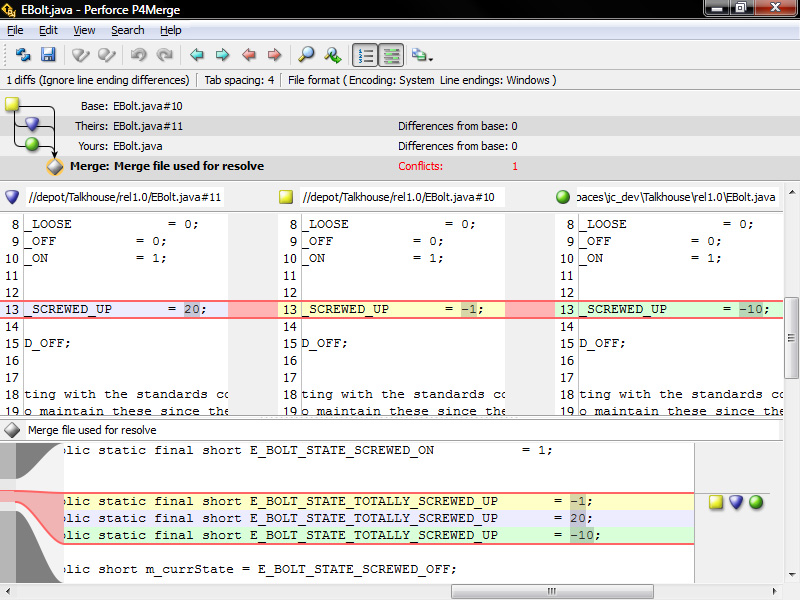 EBolt.java - Perforce P4Merge
File Edit View Search Help
1 diffs (Ignore line ending differences) Tab spacing: 4 File format ( Encoding: System Line endings: Windows )
Base: EBolt.java#10
Theirs: EBolt.java#11 Differences from base: 0
Yours: EBolt.java Differences from base: 0
Merge: Merge file used for resolve Conflicts: 1
//depot/Talkhouse/rel1.0/EBolt.java#11 //depot/Talkhouse/rel1.0/EBolt.java#10 paces\jc_dev\Talkhouse\rel1.0\EBolt.java
8 _LOOSE = 0; 8 _LOOSE = 0; 8 _LOOSE = 0;
9 _OFF = 0; 9 _OFF = 0; 9 _OFF = 0;
10 _ON = 1; 10 _ON = 1; 10 _ON = 1;
11 11 11
12 12 12
13 _SCREWED_UP = 20; 13 _SCREWED_UP = -1; 13 _SCREWED_UP = -10;
14 14 14
15 D_OFF; 15 D_OFF; 15 D_OFF;
16 16 16
17 17 17
18 ting with the standards co 18 ting with the standards co 18 ting with the standards co
19 o maintain these since the 19 o maintain these since the 19 o maintain these since the
Merge file used for resolve
blic static final short E_BOLT_STATE_SCREWED_ON = 1;
blic static final short E_BOLT_STATE_TOTALLY_SCREWED_UP = -1;
blic static final short E_BOLT_STATE_TOTALLY_SCREWED_UP = 20;
blic static final short E_BOLT_STATE_TOTALLY_SCREWED_UP = -10;
blic short m_currState = E_BOLT_STATE_SCREWED_OFF;